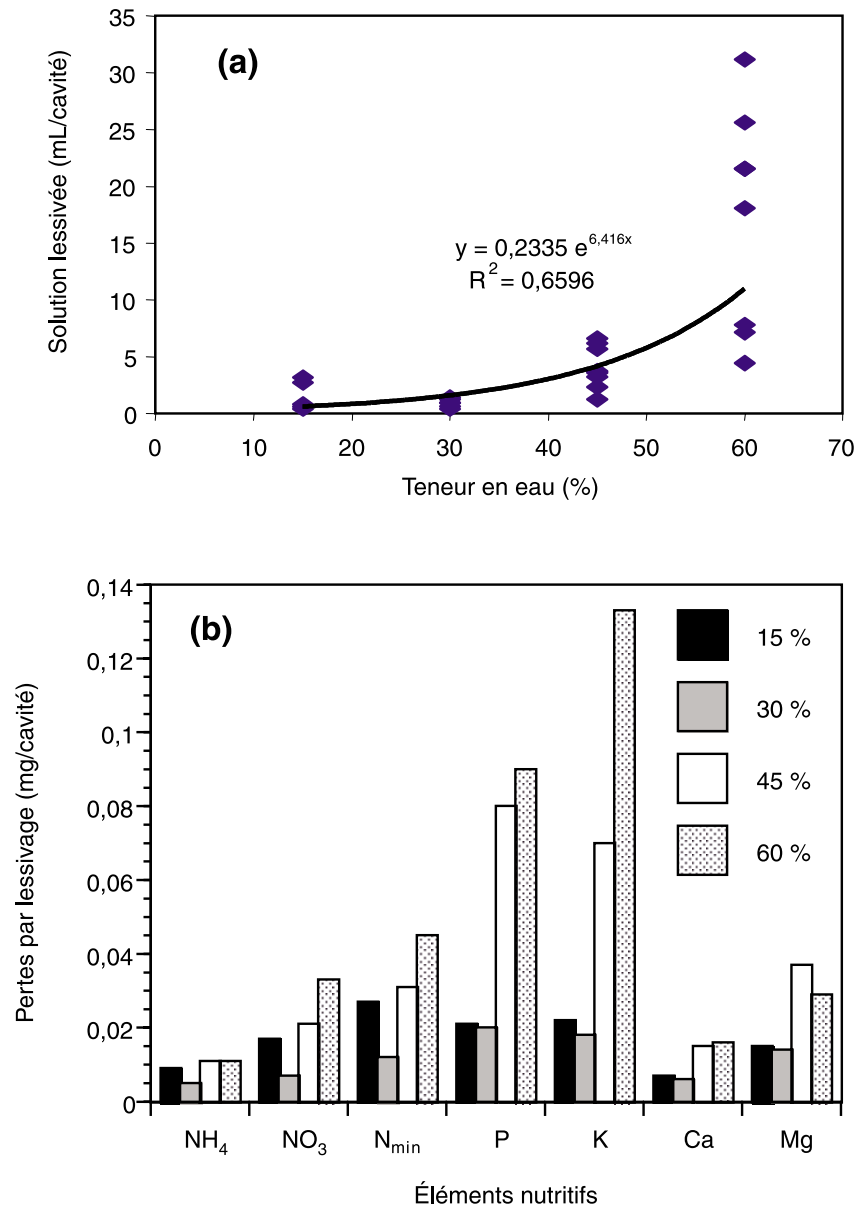 (a)
Solution lessivée (mL/cavité)
35
30
25
20
15
10
5
0
y = 0,2335 e^6,416x
R² = 0,6596
0 10 20 30 40 50 60 70
Teneur en eau (%)
(b)
Pertes par lessivage (mg/cavité)
0,14
0,12
0,1
0,08
0,06
0,04
0,02
0
15 %
30 %
45 %
60 %
NH₄ NO₃ Nmin P K Ca Mg
Éléments nutritifs